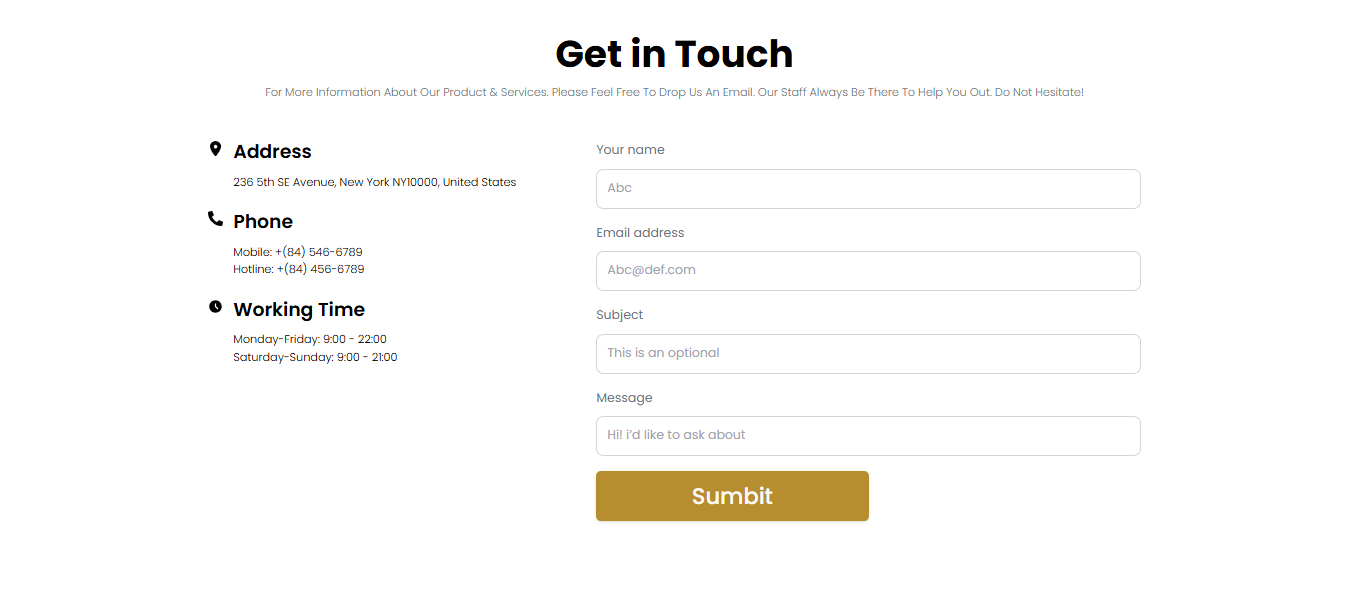 Get in Touch
For More Information About Our Product & Services. Please Feel Free To Drop Us An Email. Our Staff Always Be There To Help You Out. Do Not Hesitate!
Address
236 5th SE Avenue, New York NY10000, United States
Phone
Mobile: +(84) 546-6789
Hotline: +(84) 456-6789
Working Time
Monday-Friday: 9:00 - 22:00
Saturday-Sunday: 9:00 - 21:00
Your name
Abc
Email address
Abc@def.com
Subject
This is an optional
Message
Hi! i’d like to ask about
Sumbit